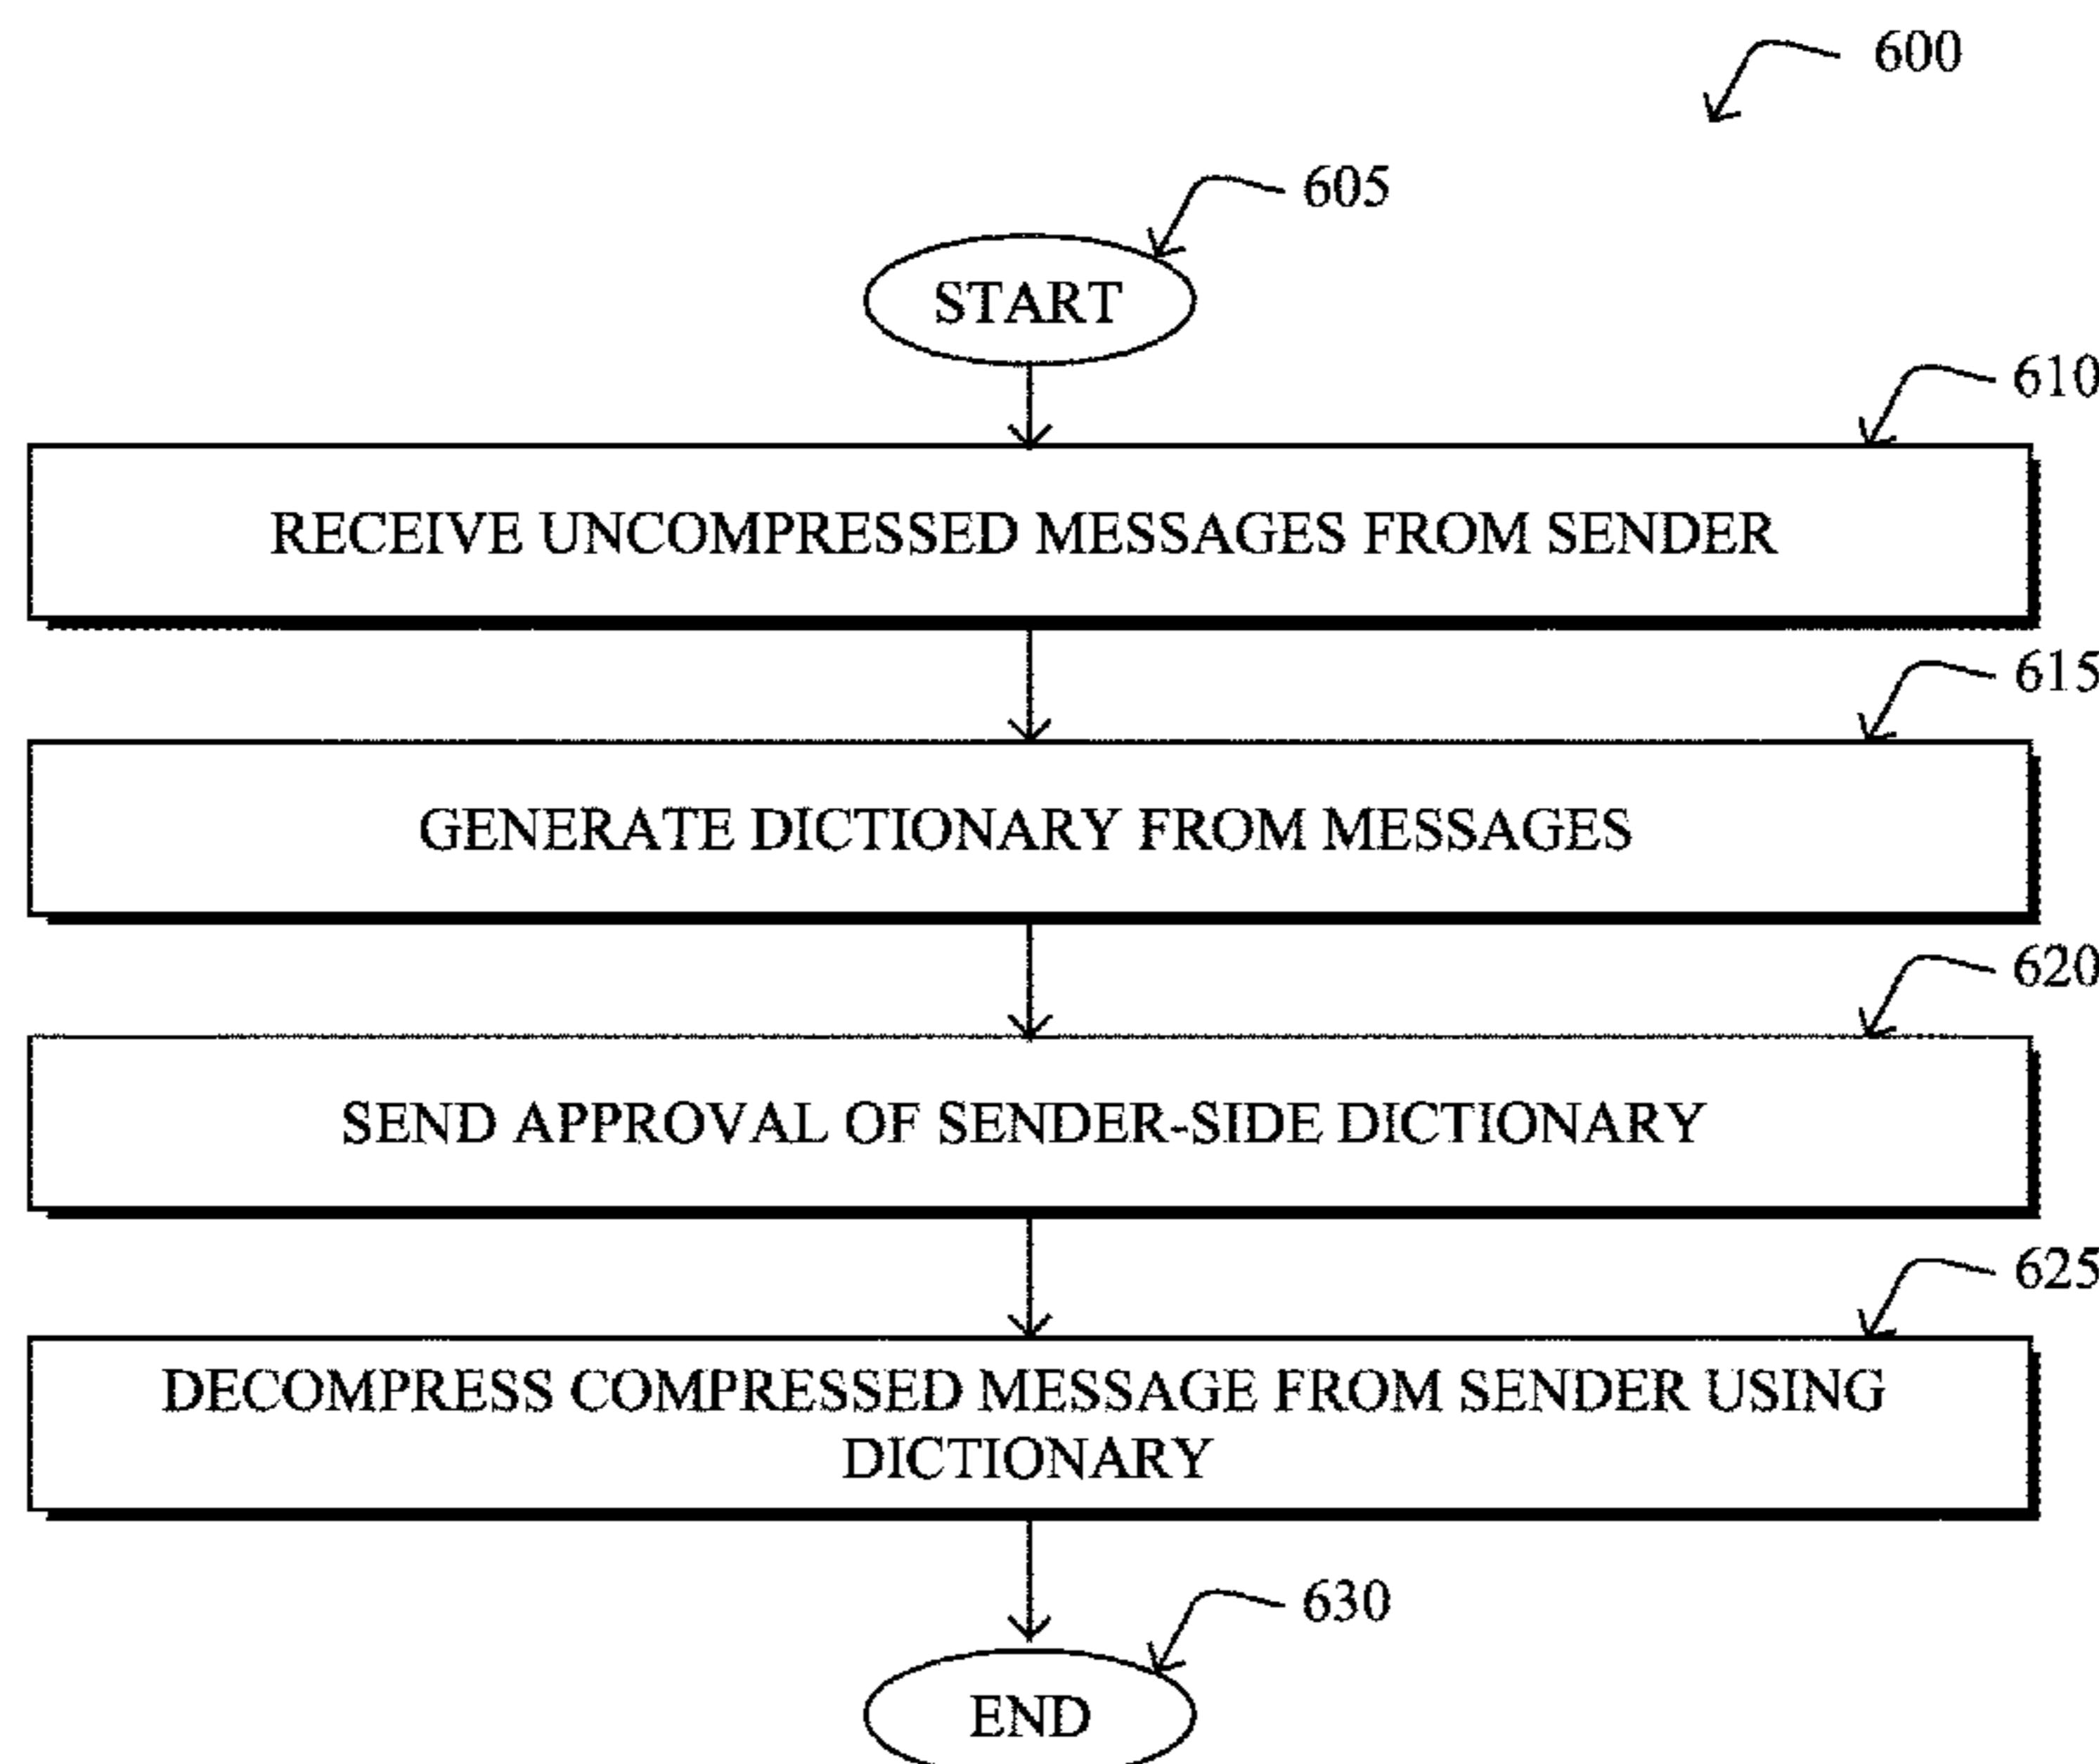 600
605
START
610
RECEIVE UNCOMPRESSED MESSAGES FROM SENDER
615
GENERATE DICTIONARY FROM MESSAGES
620
SEND APPROVAL OF SENDER-SIDE DICTIONARY
625
DECOMPRESS COMPRESSED MESSAGE FROM SENDER USING
DICTIONARY
630
END